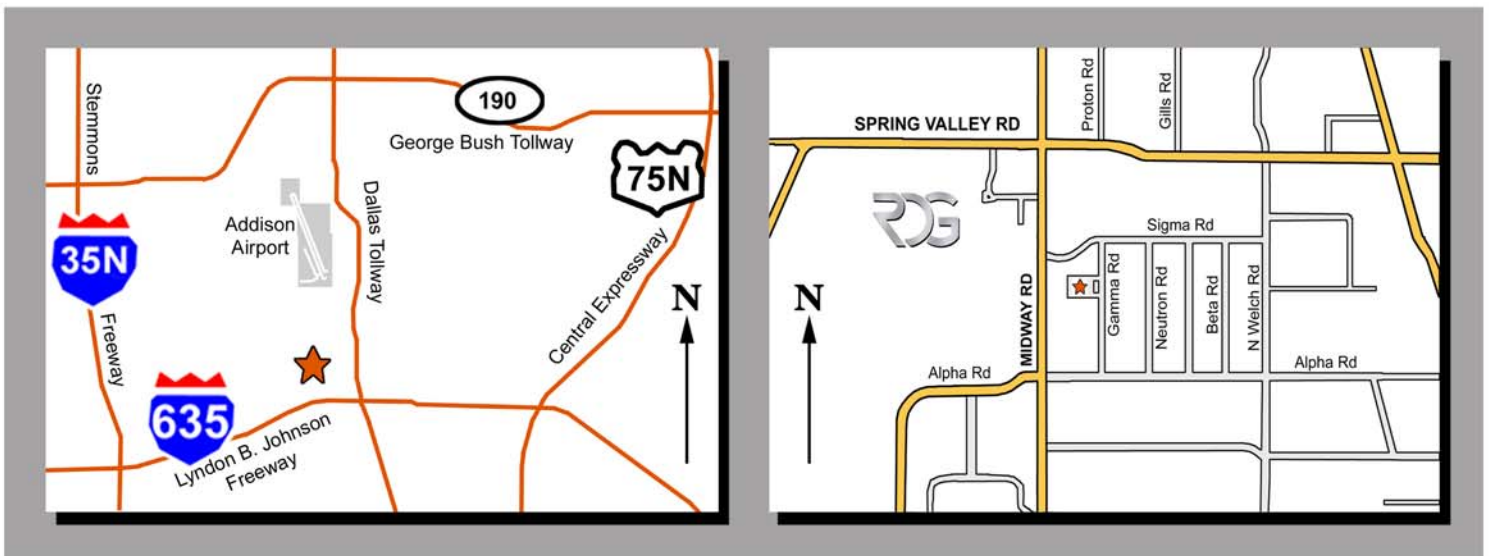 Stemmons
190
George Bush Tollway
75N
Addison
Airport
Dallas Tollway
35N
Central Expressway
N
Freeway
635
Lyndon B. Johnson
Freeway
Proton Rd
Gills Rd
SPRING VALLEY RD
RDG
Sigma Rd
MIDWAY RD
Gamma Rd
Neutron Rd
Beta Rd
N Welch Rd
N
Alpha Rd
Alpha Rd